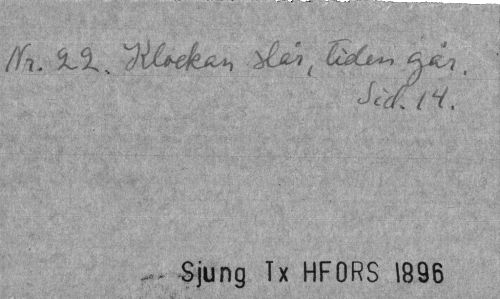 Nr. 22. Klockan slår, tiden går.
Sid. 14.
Sjung Tx HFORS 1896